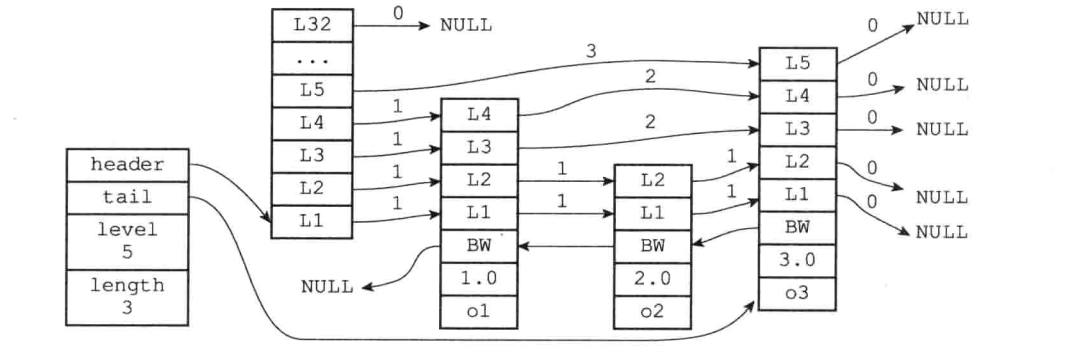 header
tail
level
5
length
3
L32
...
L5
L4
L3
L2
L1
0
NULL
3
1
1
1
1
L4
L3
L2
L1
BW
1.0
o1
NULL
2
2
1
1
L2
L1
BW
2.0
o2
1
1
L5
L4
L3
L2
L1
BW
3.0
o3
0
NULL
0
NULL
0
NULL
0
NULL
0
NULL